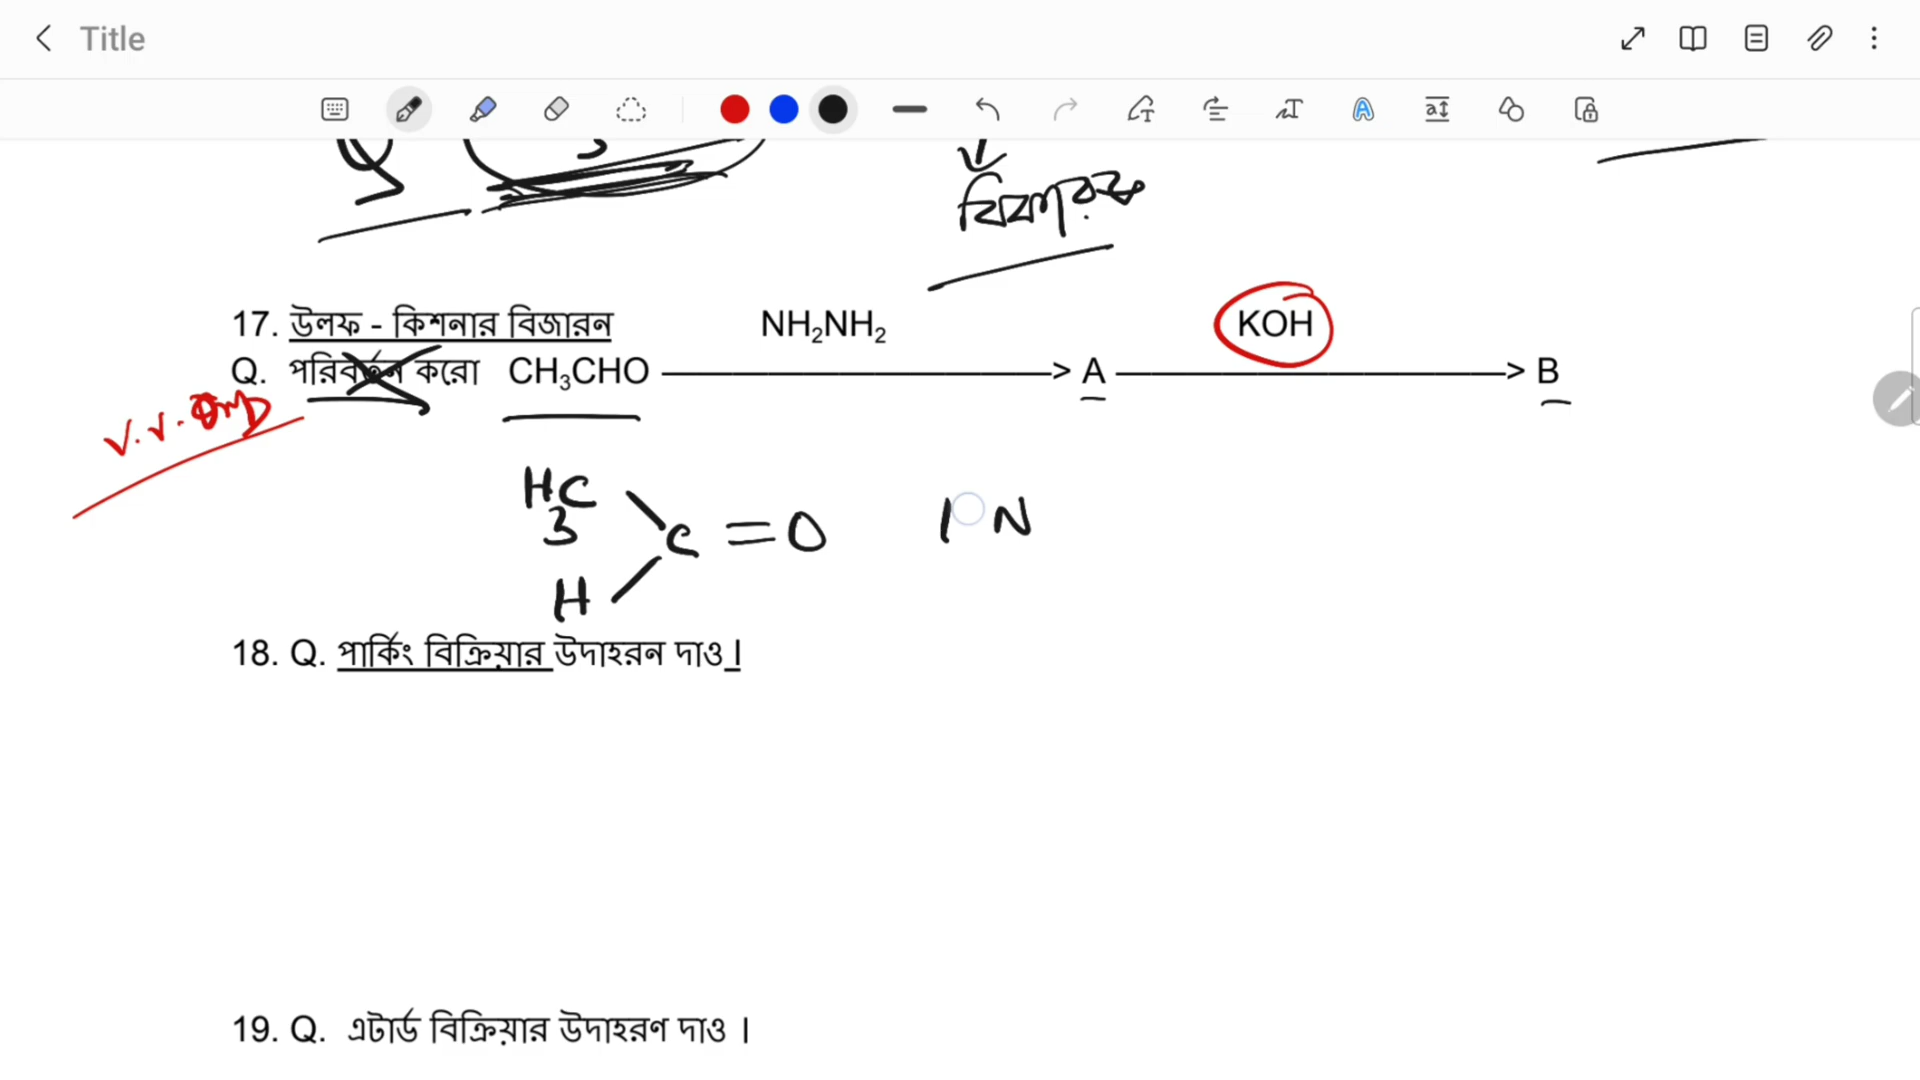 Title
বিষ্ফোরক
17. উলফ - কিশনার বিজারন NH₂NH₂ KOH
Q. পরিবর্তন করো CH₃CHO ————————> A ————————> B
v.v. Imp
H₃C
C = O H N
H
18. Q. পার্কিং বিক্রিয়ার উদাহরন দাও।
19. Q. এটার্ড বিক্রিয়ার উদাহরণ দাও ।